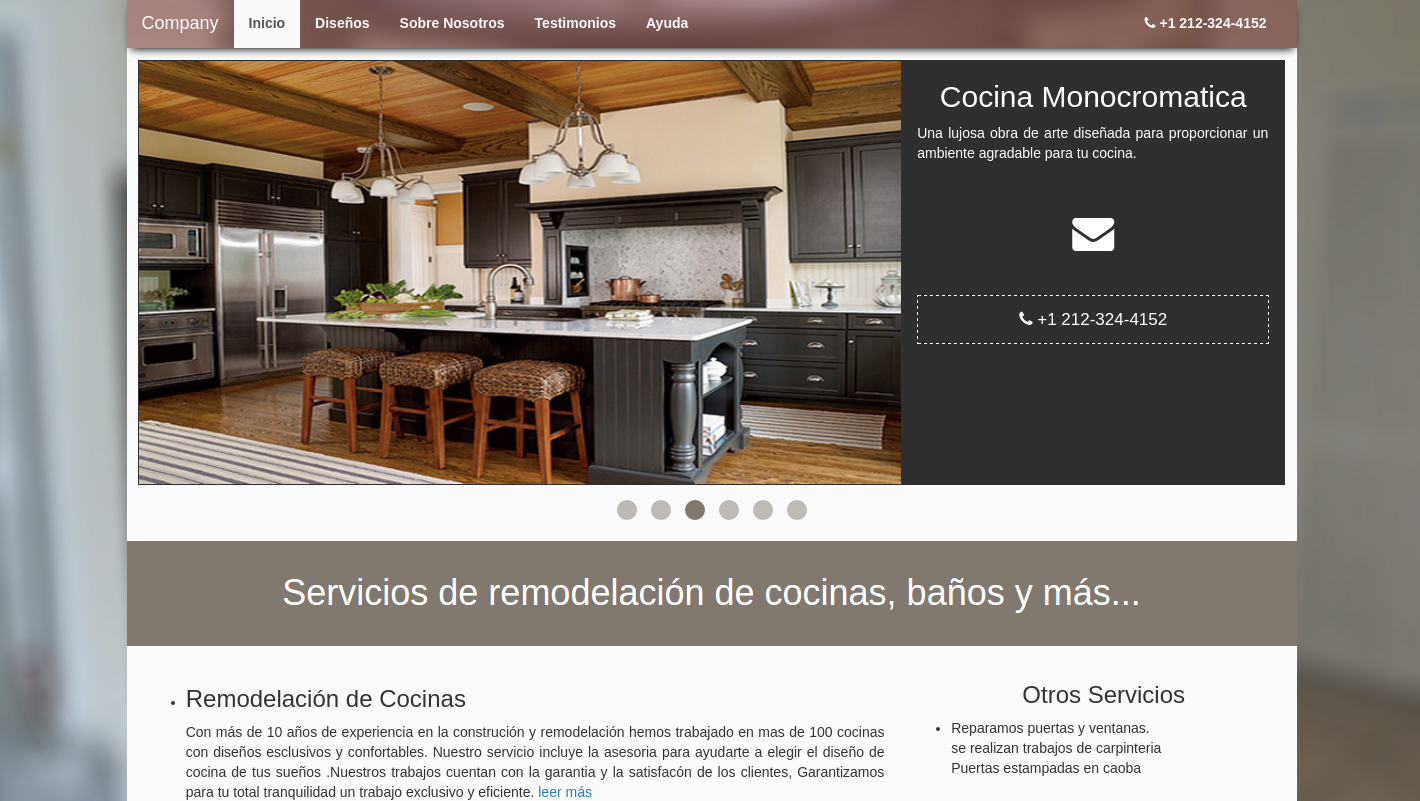 Company Inicio Diseños Sobre Nosotros Testimonios Ayuda +1 212-324-4152
Cocina Monocromatica
Una lujosa obra de arte diseñada para proporcionar un
ambiente agradable para tu cocina.
+1 212-324-4152
Servicios de remodelación de cocinas, baños y más...
Remodelación de Cocinas
Con más de 10 años de experiencia en la construción y remodelación hemos trabajado en mas de 100 cocinas
con diseños esclusivos y confortables. Nuestro servicio incluye la asesoria para ayudarte a elegir el diseño de
cocina de tus sueños .Nuestros trabajos cuentan con la garantia y la satisfacón de los clientes, Garantizamos
para tu total tranquilidad un trabajo exclusivo y eficiente. leer más
Otros Servicios
Reparamos puertas y ventanas.
se realizan trabajos de carpinteria
Puertas estampadas en caoba